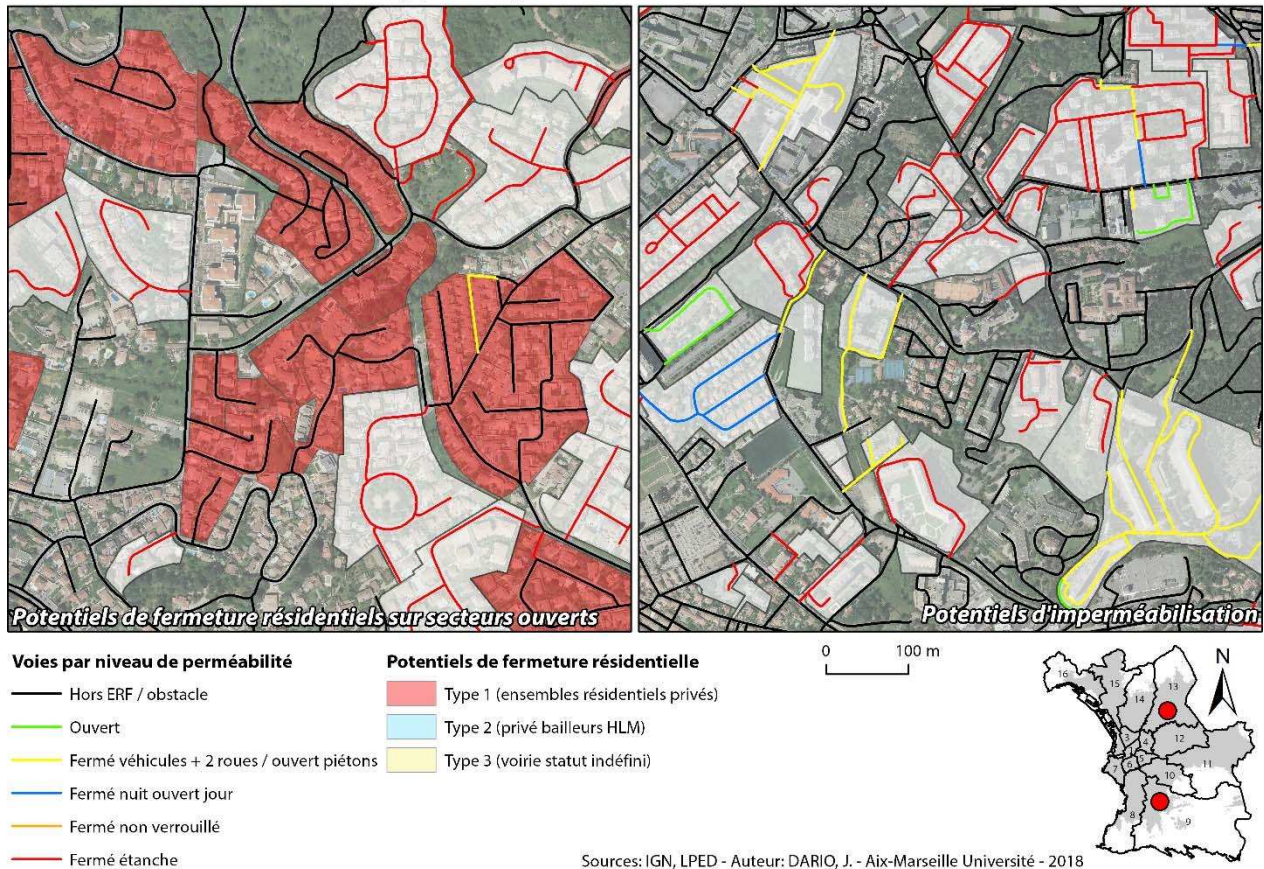 Potentiels de fermeture résidentiels sur secteurs ouverts
Potentiels d'imperméabilisation
Voies par niveau de perméabilité
Hors ERF / obstacle
Ouvert
Fermé véhicules + 2 roues / ouvert piétons
Fermé nuit ouvert jour
Fermé non verrouillé
Fermé étanche
Potentiels de fermeture résidentielle
Type 1 (ensembles résidentiels privés)
Type 2 (privé bailleurs HLM)
Type 3 (voirie statut indéfini)
0 100 m
N
16
15
14
13
3
4
12
7
6
5
11
10
8
9
Sources: IGN, LPED - Auteur: DARIO, J. - Aix-Marseille Université - 2018